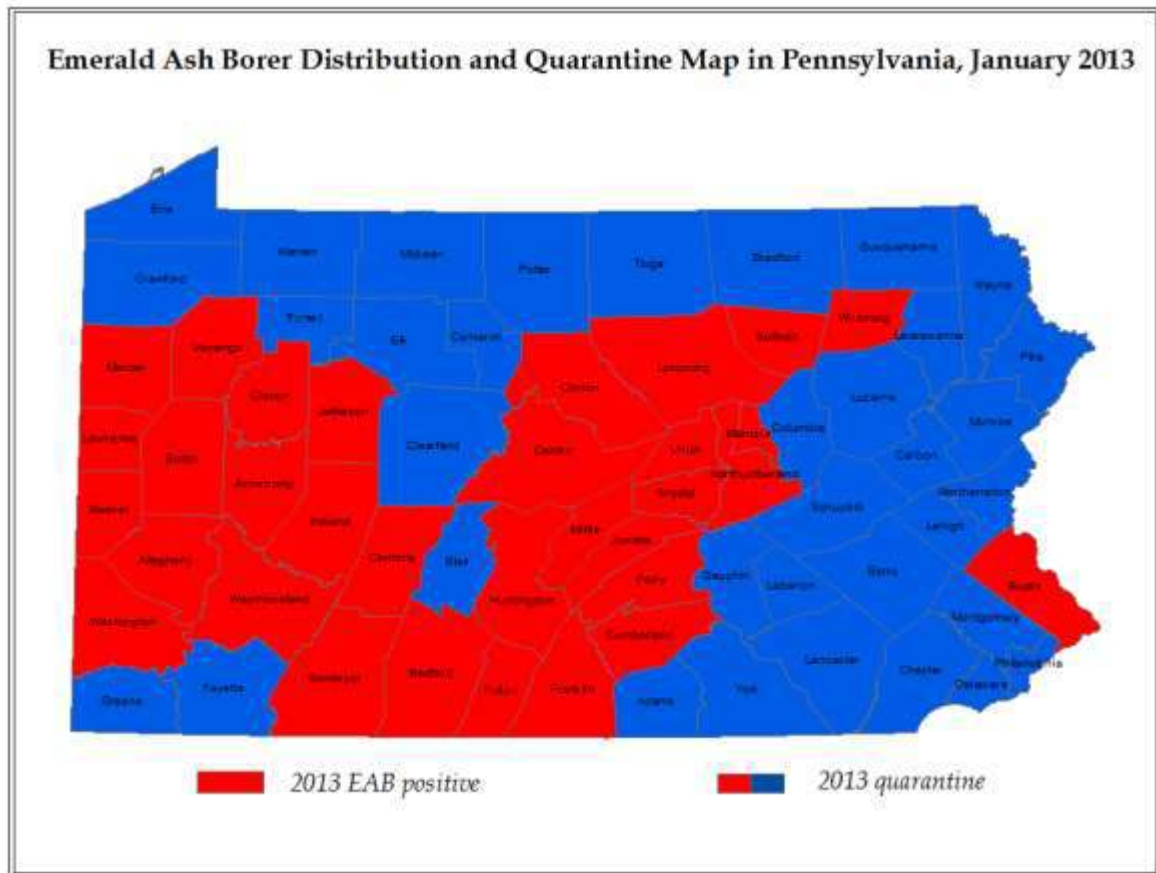 Emerald Ash Borer Distribution and Quarantine Map in Pennsylvania, January 2013
Erie
Crawford
Warren
McKean
Potter
Tioga
Bradford
Susquehanna
Wayne
Forest
Elk
Cameron
Wyoming
Lackawanna
Pike
Mercer
Venango
Clarion
Jefferson
Clinton
Lycoming
Sullivan
Luzerne
Monroe
Lawrence
Butler
Clearfield
Centre
Union
Montour
Columbia
Carbon
Armstrong
Northumberland
Northampton
Beaver
Indiana
Snyder
Schuylkill
Lehigh
Allegheny
Cambria
Blair
Mifflin
Juniata
Perry
Dauphin
Lebanon
Berks
Bucks
Westmoreland
Huntingdon
Washington
Cumberland
Montgomery
Greene
Fayette
Somerset
Bedford
Fulton
Franklin
Adams
York
Lancaster
Chester
Delaware
Philadelphia
2013 EAB positive
2013 quarantine